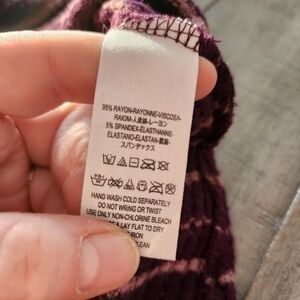 95% RAYON-RAYONNE-VISCOSA-
RAION-人造絲-レーヨン
5% SPANDEX-ELASTHANNE-
ELASTANO-ELASTAN-
スパンデックス
HAND WASH COLD SEPARATELY
DO NOT WRING OR TWIST
USE ONLY NON-CHLORINE BLEACH
& LAY FLAT TO DRY
IRON